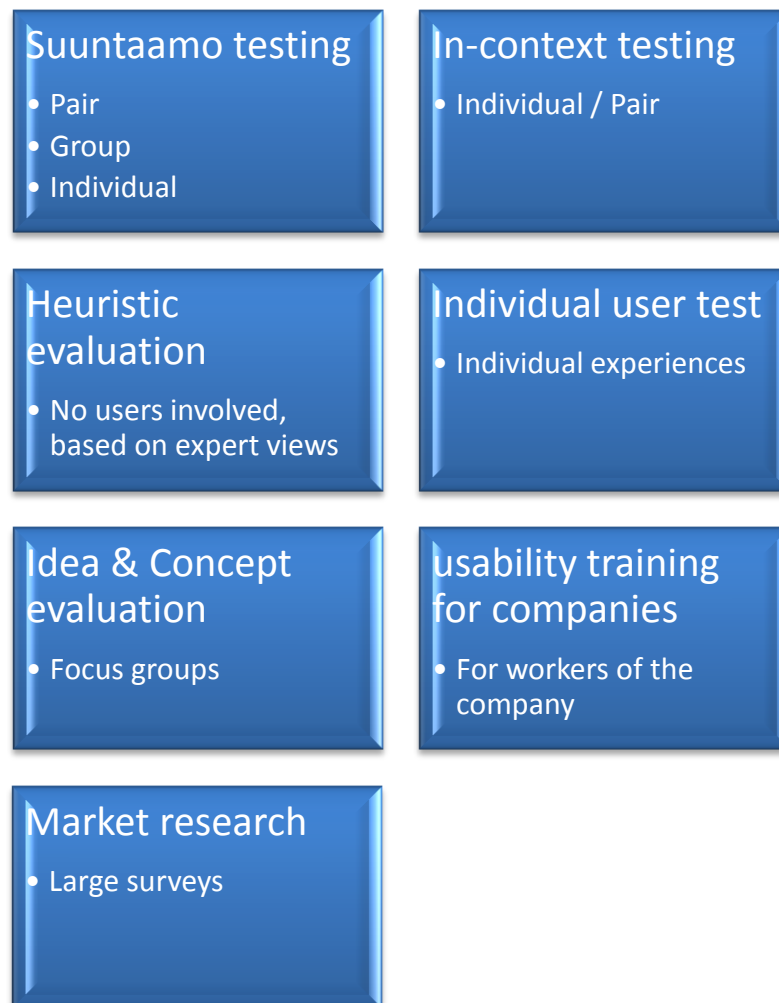 Suuntaamo testing
• Pair
• Group
• Individual
In-context testing
• Individual / Pair
Heuristic
evaluation
• No users involved,
based on expert views
Individual user test
• Individual experiences
Idea & Concept
evaluation
• Focus groups
usability training
for companies
• For workers of the
company
Market research
• Large surveys